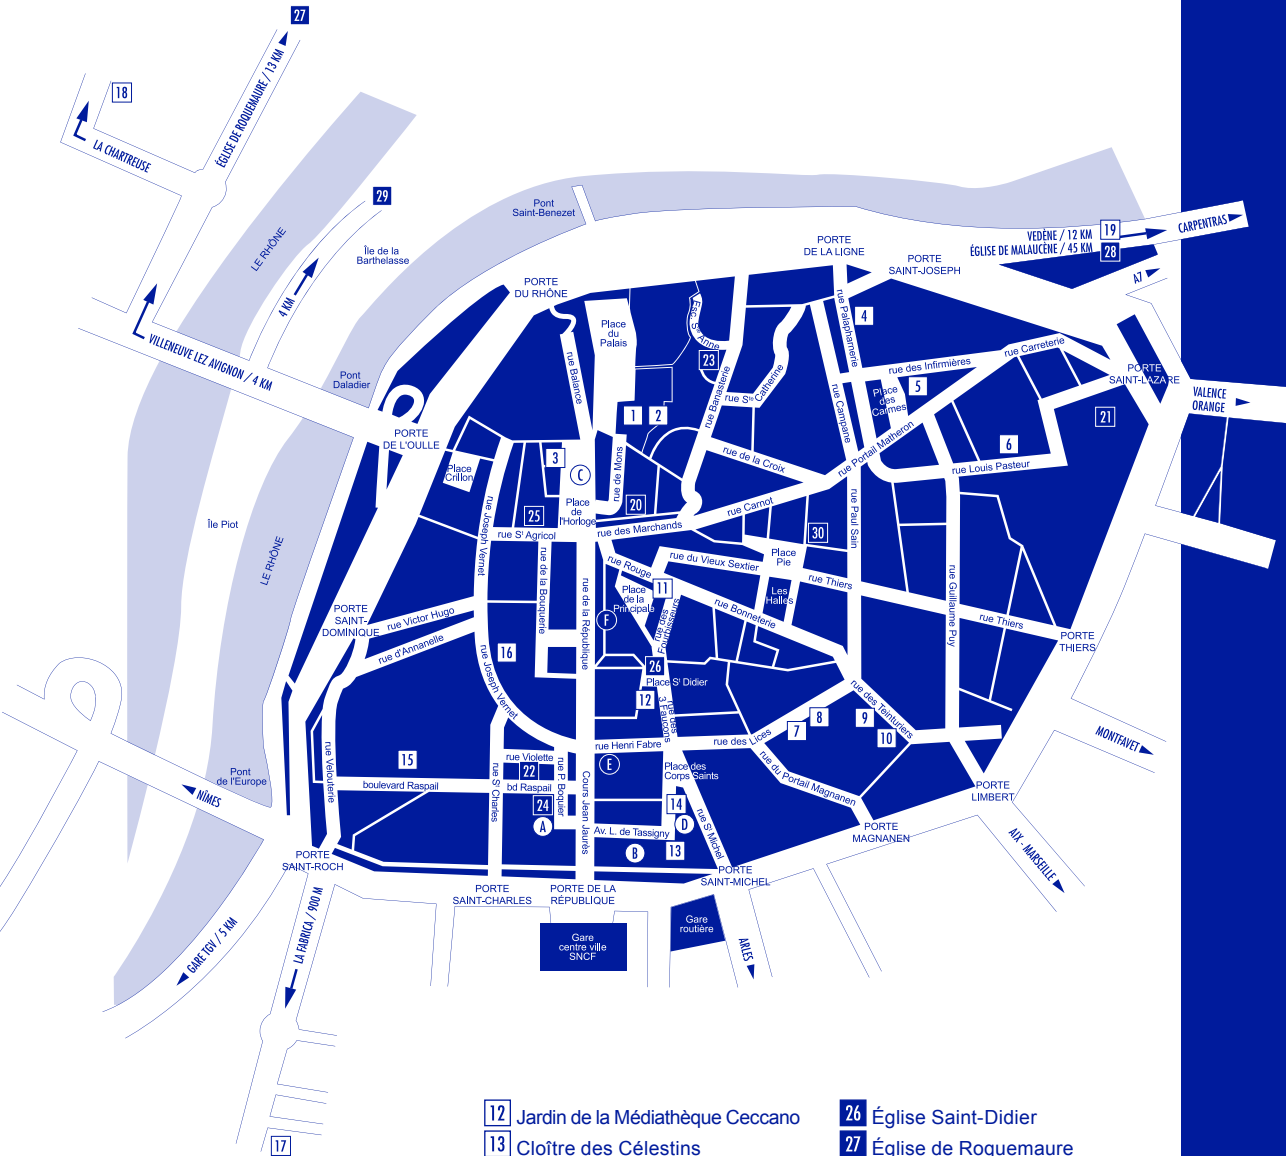 27
18
ÉGLISE DE ROQUEMAURE / 13 KM
LA CHARTREUSE
29
Pont
Saint-Benezet
LE RHÔNE
Île de la
Barthelasse
4 KM
VILLENEUVE LEZ AVIGNON / 4 KM
Pont
Daladier
PORTE
DU RHÔNE
PORTE
DE LA LIGNE
PORTE
SAINT-JOSEPH
VEDÈNE / 12 KM
19
ÉGLISE DE MALAUCÈNE / 45 KM
28
CARPENTRAS
A7
Place
du
Palais
Esc. Ste Anne
23
rue Balance
rue Banasterie
rue Ste Catherine
rue Palapharnerie
4
rue Campane
rue des Infirmières
rue Carreterie
PORTE
SAINT-LAZARE
VALENCE
ORANGE
Place
des
Carmes
5
21
1
2
PORTE
DE L'OULLE
Place
Crillon
3
C
rue de Mons
rue de la Croix
rue Portail Matheron
6
rue Louis Pasteur
Île Piot
LE RHÔNE
rue Joseph Vernet
25
Place
de
l'Horloge
20
rue St Agricol
rue des Marchands
rue Carnot
30
rue Paul Sain
rue de la Bouquerie
rue Rouge
rue du Vieux Sextier
Place
Pie
rue Thiers
Les
Halles
11
Place
de la
Principale
rue des
Fourbisseurs
rue Bonneterie
F
rue de la République
rue Guillaume Puy
rue Thiers
PORTE
THIERS
PORTE
SAINT-
DOMINIQUE
rue Victor Hugo
rue d'Annanelle
16
rue Joseph Vernet
26
Place St Didier
12
rue des
3 Faucons
7
8
9
10
rue des Teinturiers
rue Henri Fabre
rue des Lices
MONTFAVET
Pont
de l'Europe
NÎMES
rue Velouterie
15
boulevard Raspail
rue St Charles
rue Violette
22
bd Raspail
rue P. Boquier
24
A
E
Place des
Corps Saints
rue du Portail Magnanen
14
D
Cours Jean Jaurès
Av. L. de Tassigny
B
13
rue St Michel
PORTE
LIMBERT
PORTE
MAGNANEN
AIX - MARSEILLE
PORTE
SAINT-ROCH
PORTE
SAINT-CHARLES
PORTE DE LA
RÉPUBLIQUE
PORTE
SAINT-MICHEL
GARE TGV / 5 KM
LA FABRICA / 900 M
Gare
centre ville
SNCF
Gare
routière
ARLES
17
12 Jardin de la Médiathèque Ceccano
13 Cloître des Célestins
26 Église Saint-Didier
27 Église de Roquemaure